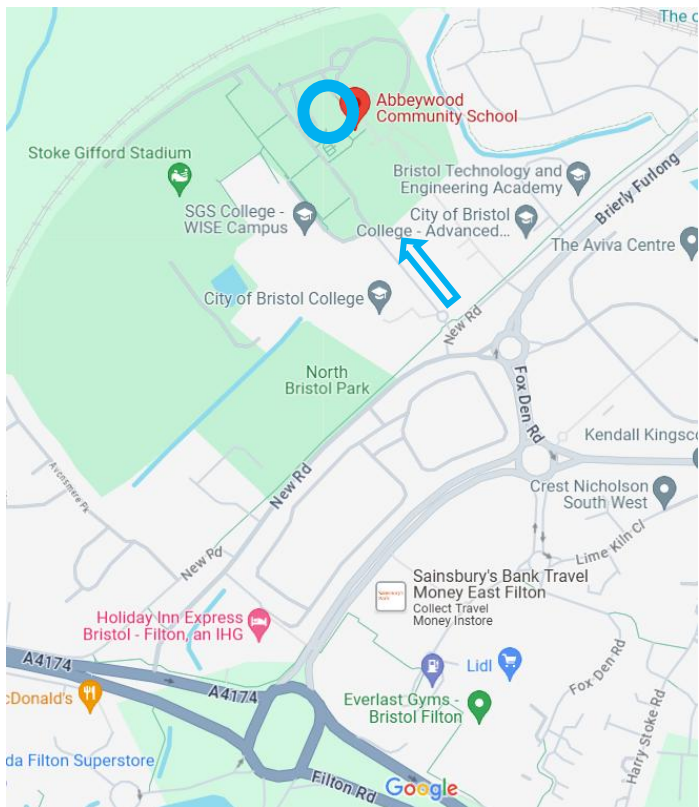 The c
Abbeywood
Community School
Stoke Gifford Stadium
Bristol Technology and
Engineering Academy
Brierly Furlong
SGS College -
WISE Campus
City of Bristol
College - Advanced...
The Aviva Centre
City of Bristol College
New Rd
North
Bristol Park
Fox Den Rd
Kendall Kingsco
Avonsmere Pk
New Rd
Crest Nicholson
South West
Lime Kiln Cl
New Rd
Sainsbury's Bank Travel
Money East Filton
Collect Travel
Money Instore
Holiday Inn Express
Bristol - Filton, an IHG
A4174
Lidl
Fox Den Rd
A4174
cDonald's
Everlast Gyms -
Bristol Filton
Harry Stoke Rd
da Filton Superstore
Filton Rd
Google